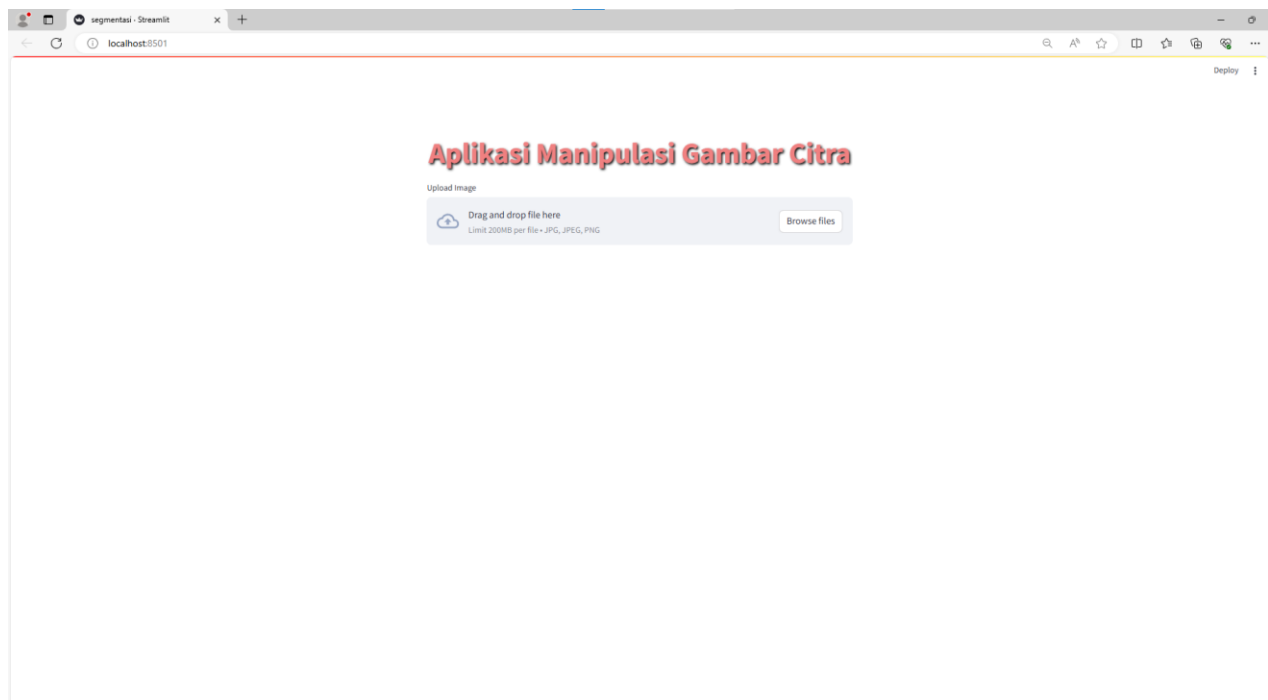 segmentasi · Streamlit
localhost:8501
Deploy
Aplikasi Manipulasi Gambar Citra
Upload Image
Drag and drop file here
Limit 200MB per file • JPG, JPEG, PNG
Browse files